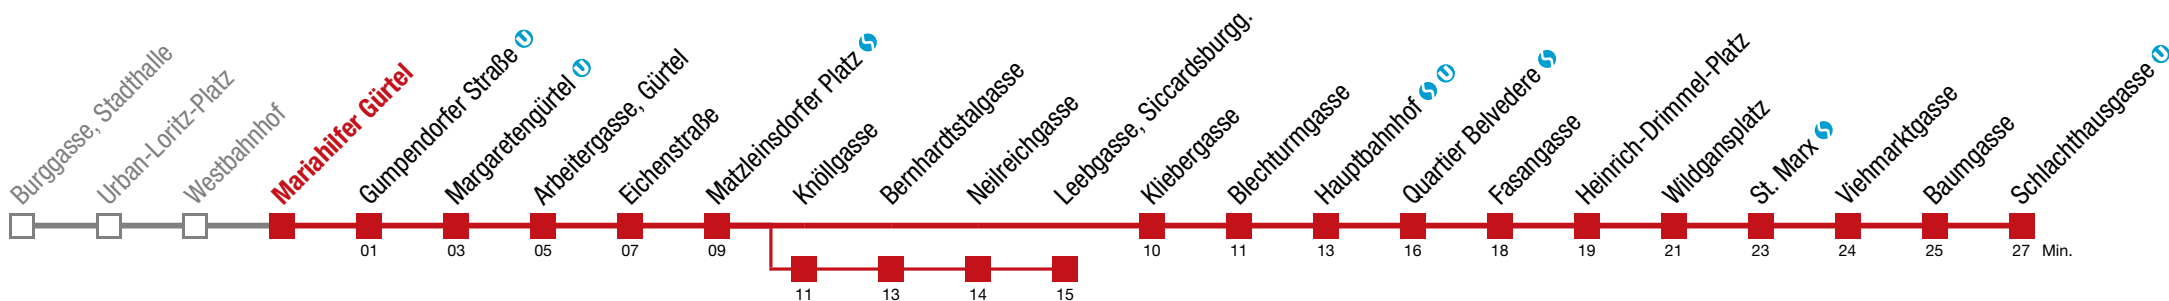 Burggasse, Stadthalle
Urban-Loritz-Platz
Westbahnhof
Mariahilfer Gürtel
Gumpendorfer Straße U
Margaretengürtel U
Arbeitergasse, Gürtel
Eichenstraße
Matzleinsdorfer Platz S
Knöllgasse
Bernhardtstalgasse
Neilreichgasse
Leebgasse, Siccardsburgg.
Kliebergasse
Blechturmgasse
Hauptbahnhof S U
Quartier Belvedere S
Fasangasse
Heinrich-Drimmel-Platz
Wildgansplatz
St. Marx S
Viehmarktgasse
Baumgasse
Schlachthausgasse U
01 03 05 07 09 10 11 13 16 18 19 21 23 24 25 27 Min.
11 13 14 15